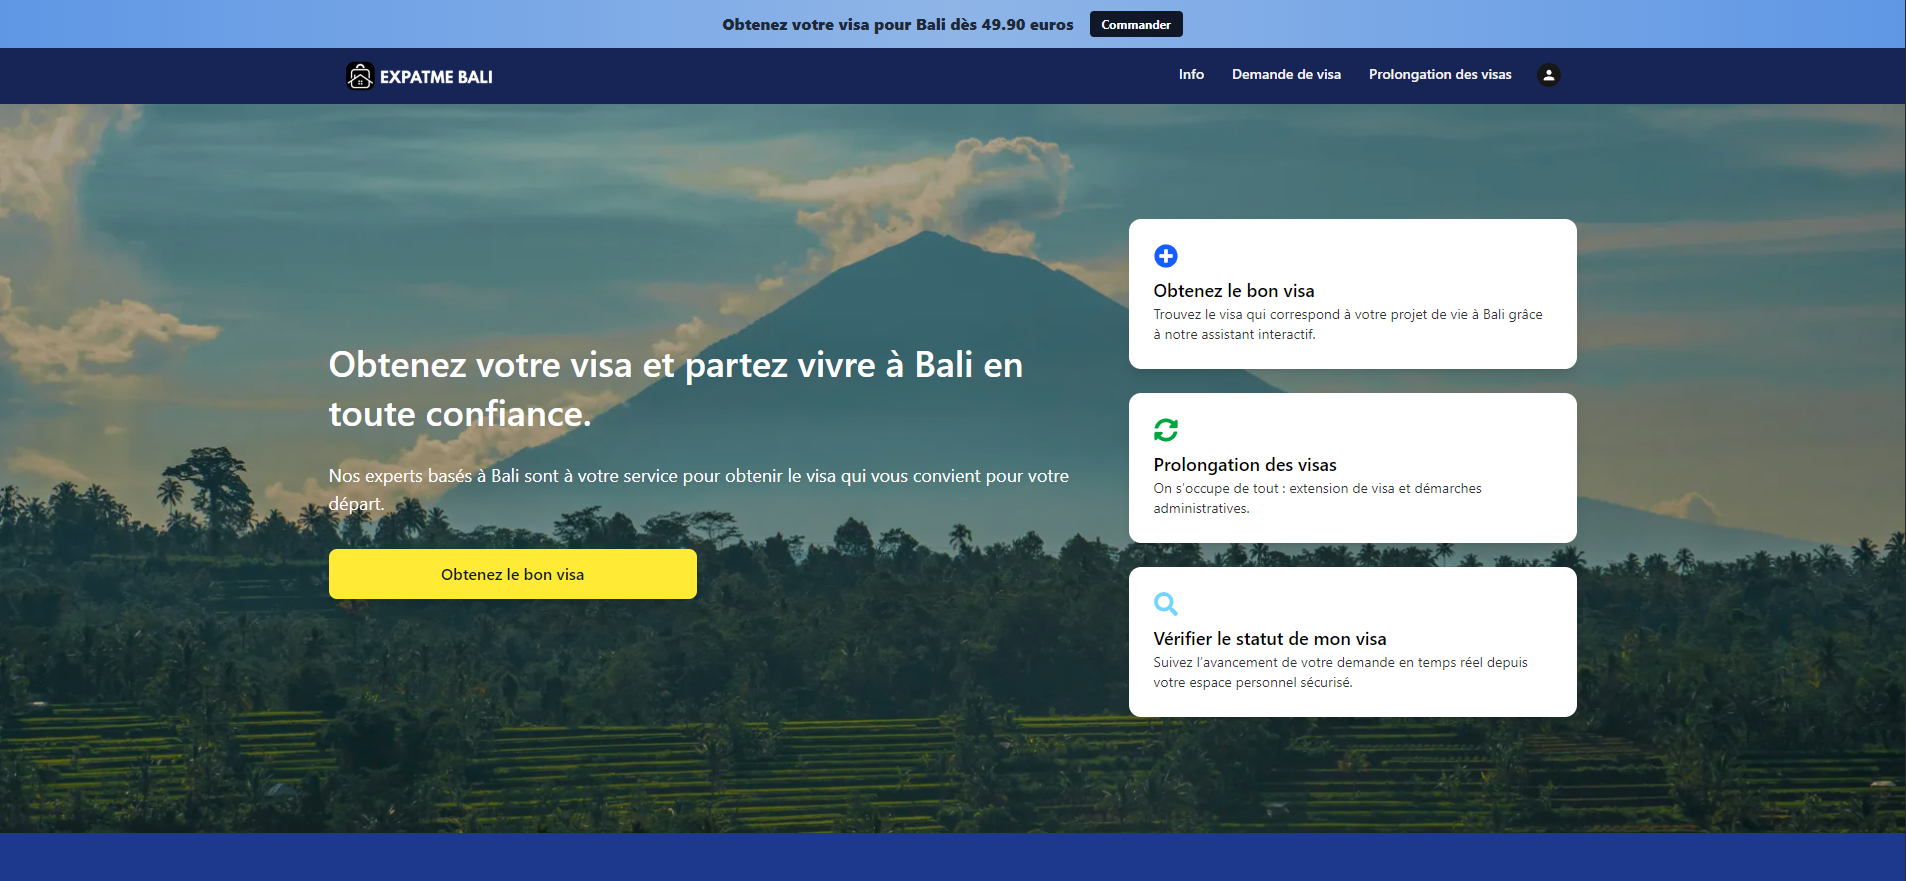 Obtenez votre visa pour Bali dès 49.90 euros
Commander
EXPATME BALI
Info
Demande de visa
Prolongation des visas
Obtenez votre visa et partez vivre à Bali en
toute confiance.
Nos experts basés à Bali sont à votre service pour obtenir le visa qui vous convient pour votre
départ.
Obtenez le bon visa
Obtenez le bon visa
Trouvez le visa qui correspond à votre projet de vie à Bali grâce
à notre assistant interactif.
Prolongation des visas
On s'occupe de tout : extension de visa et démarches
administratives.
Vérifier le statut de mon visa
Suivez l'avancement de votre demande en temps réel depuis
votre espace personnel sécurisé.